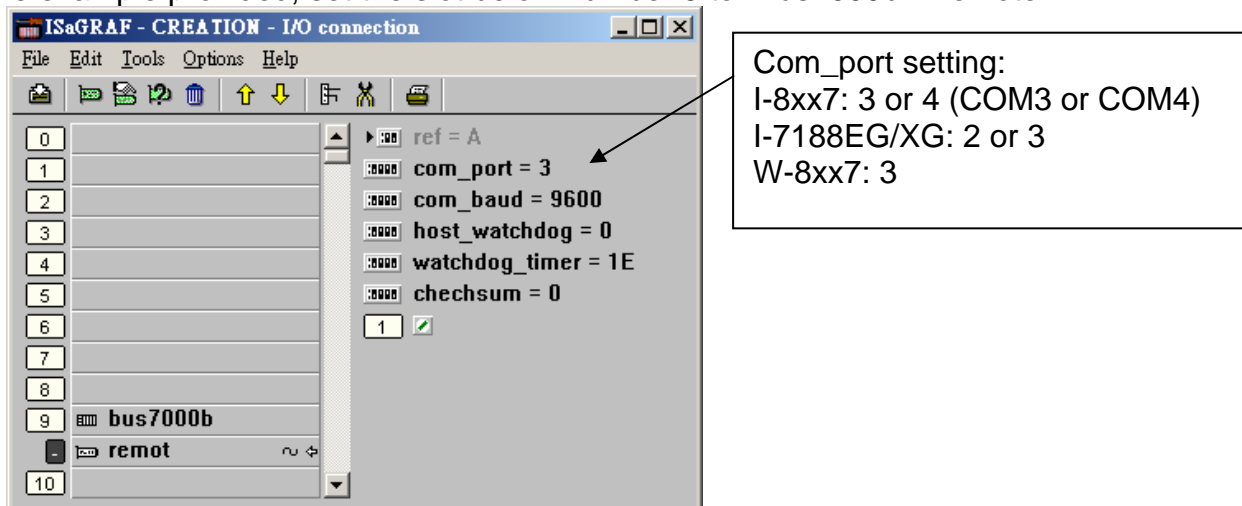 ISaGRAF - CREATION - I/O connection
File Edit Tools Options Help
0
1
2
3
4
5
6
7
8
9 bus7000b
- remot
10
ref = A
com_port = 3
com_baud = 9600
host_watchdog = 0
watchdog_timer = 1E
chechsum = 0
1
Com_port setting:
I-8xx7: 3 or 4 (COM3 or COM4)
I-7188EG/XG: 2 or 3
W-8xx7: 3